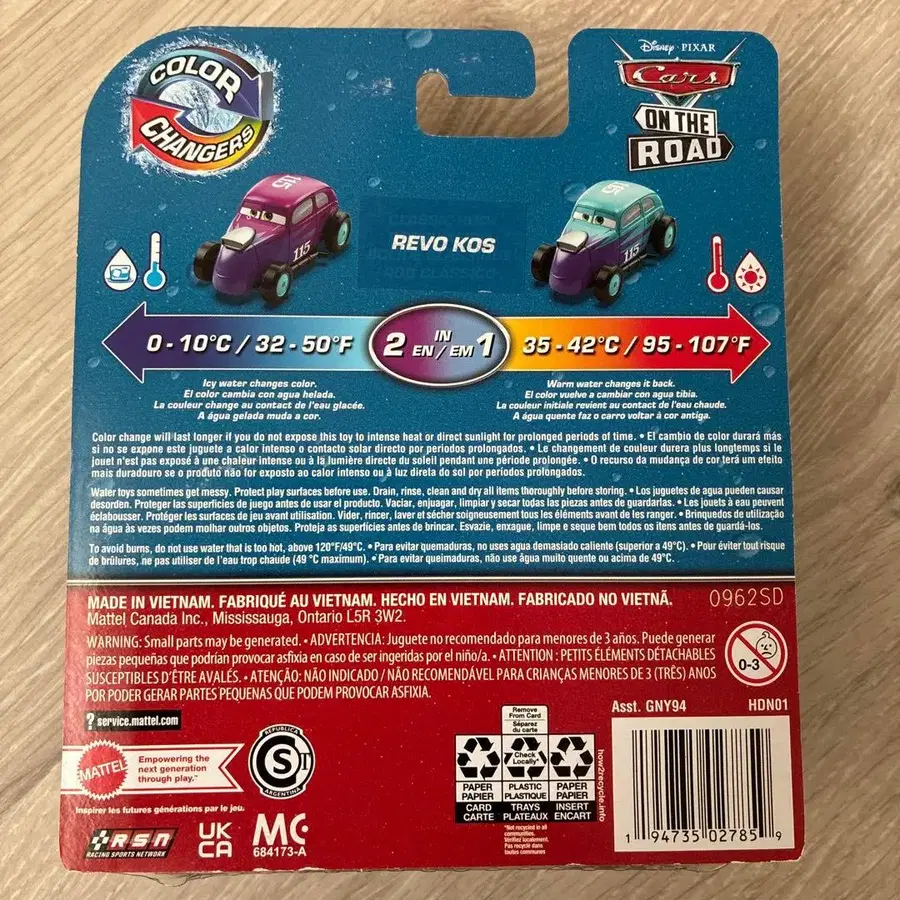 COLOR
CHANGERS
Disney · PIXAR
Cars
ON THE
ROAD
115
115
REVO KOS
115
115
0 - 10°C / 32 - 50°F
2 IN EN / EM 1
35 - 42°C / 95 - 107°F
Icy water changes color.
El color cambia con agua helada.
La couleur change au contact de l'eau glacée.
A água gelada muda a cor.
Warm water changes it back.
El color vuelve a cambiar con agua tibia.
La couleur initiale revient au contact de l'eau chaude.
A água quente faz o carro voltar à cor antiga.
Color change will last longer if you do not expose this toy to intense heat or direct sunlight for prolonged periods of time. • El cambio de color durará más
si no se expone este juguete a calor intenso o contacto solar directo por periodos prolongados. • Le changement de couleur durera plus longtemps si le
jouet n'est pas exposé à une chaleur intense ou à la lumière directe du soleil pendant une période prolongée. • O recurso da mudança de cor terá um efeito
mais duradouro se o produto não for exposto ao calor intenso ou à luz direta do sol por períodos prolongados.
Water toys sometimes get messy. Protect play surfaces before use. Drain, rinse, clean and dry all items thoroughly before storing. • Los juguetes de agua pueden causar
desorden. Proteger las superficies de juego antes de usar el producto. Vaciar, enjuagar, limpiar y secar todas las piezas antes de guardarlas. • Les jouets à eau peuvent
éclabousser. Protéger les surfaces de jeu avant utilisation. Vider, rincer, laver et sécher soigneusement tous les éléments avant de les ranger. • Brinquedos de utilização
na água às vezes podem molhar outros objetos. Proteja as superfícies antes de brincar. Esvazie, enxague, limpe e seque bem todos os itens antes de guardá-los.
To avoid burns, do not use water that is too hot, above 120°F/49°C. • Para evitar quemaduras, no uses agua demasiado caliente (superior a 49°C). • Pour éviter tout risque
de brûlures, ne pas utiliser de l'eau trop chaude (49 °C maximum). • Para evitar queimaduras, não use água muito quente ou acima de 49°C.
MADE IN VIETNAM. FABRIQUÉ AU VIETNAM. HECHO EN VIETNAM. FABRICADO NO VIETNÃ.
0962SD
Mattel Canada Inc., Mississauga, Ontario L5R 3W2.
WARNING: Small parts may be generated. • ADVERTENCIA: Juguete no recomendado para menores de 3 años. Puede generar
piezas pequeñas que podrían provocar asfixia en caso de ser ingeridas por el niño/a. • ATTENTION : PETITS ÉLÉMENTS DÉTACHABLES
SUSCEPTIBLES D'ÊTRE AVALÉS. • ATENÇÃO: NÃO INDICADO / NÃO RECOMENDÁVEL PARA CRIANÇAS MENORES DE 3 (TRÊS) ANOS
POR PODER GERAR PARTES PEQUENAS QUE PODEM PROVOCAR ASFIXIA.
0-3
Asst. GNY94
HDN01
? service.mattel.com
MATTEL
Empowering the
next generation
through play.™
Inspirer les futures générations par le jeu.
REPUBLICA
S I
ARGENTINA
RSN
RACING SPORTS NETWORK
UK
CA
MC
684173-A
Remove
From Card
Séparez
du carte
Check
Locally*
PAPER
PAPIER
CARD
CARTE
PLASTIC
PLASTIQUE
TRAYS
PLATEAUX
PAPER
PAPIER
INSERT
ENCART
*Not recycled in all
communities.
Vérifiez localement.
Pas recyclé dans
toutes communes
how2recycle.info
1 94735 02785 9